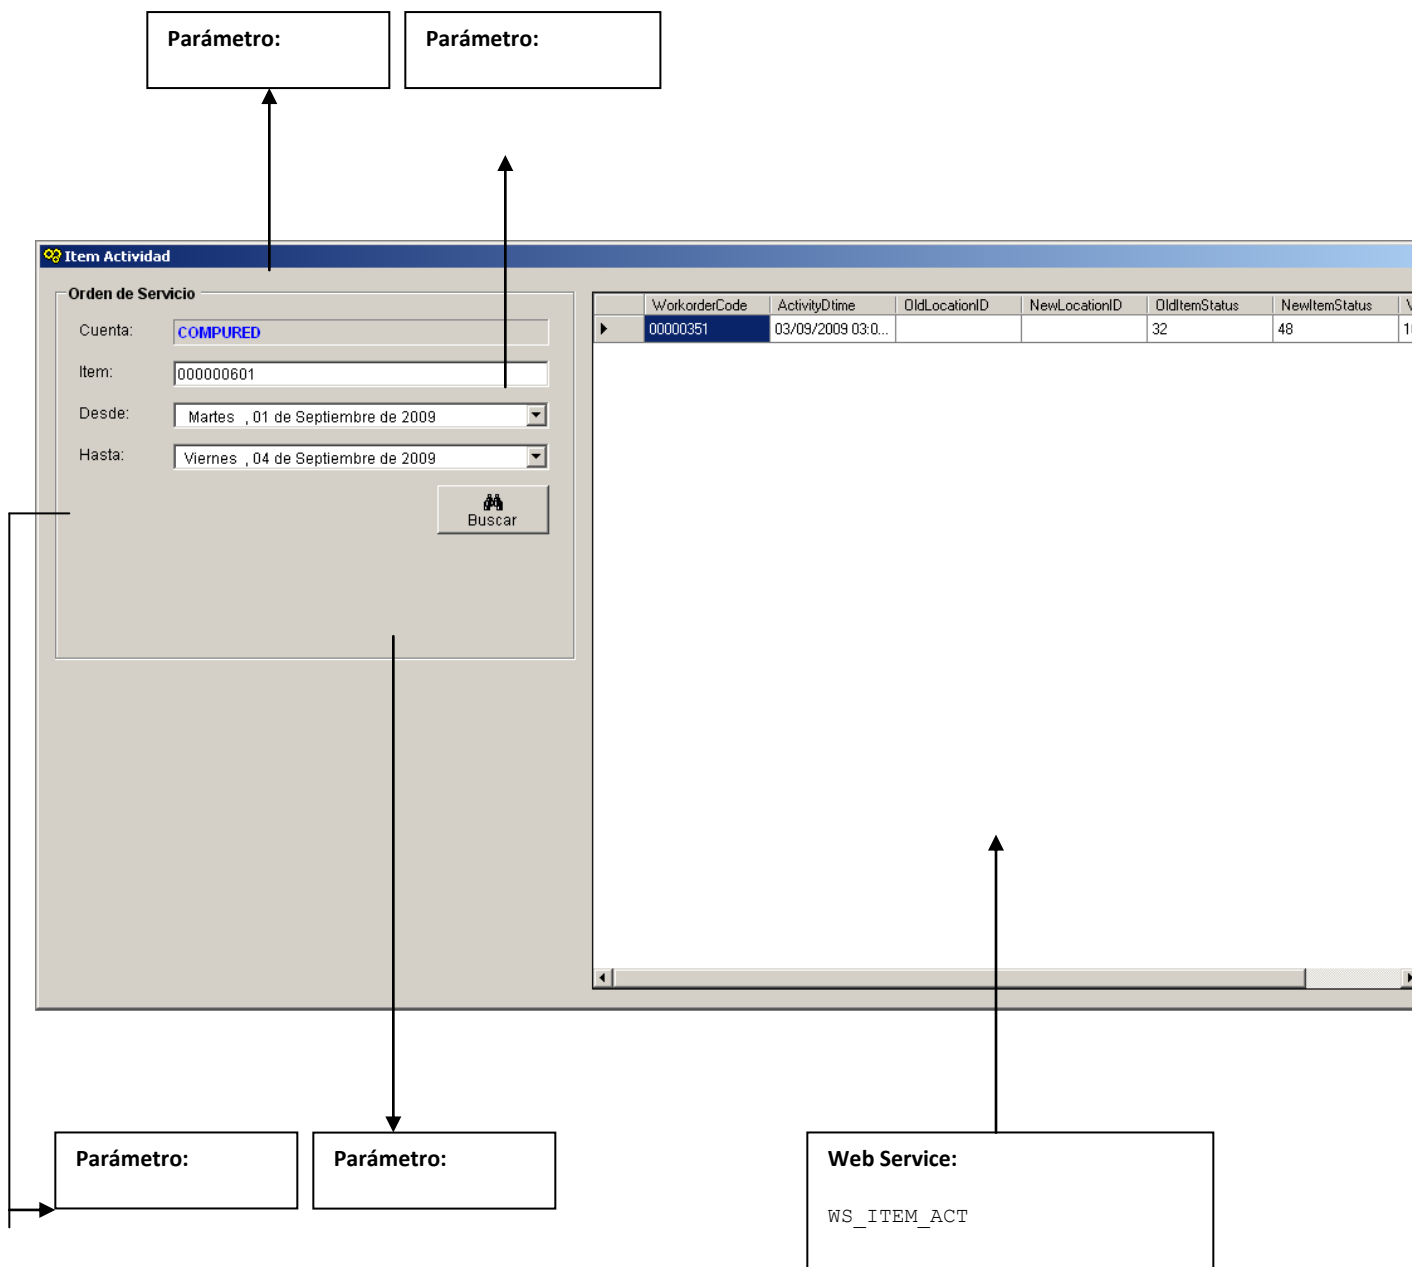 Parámetro:
Parámetro:
Item Actividad
Orden de Servicio
Cuenta:
COMPURED
Item:
000000601
Desde:
Martes , 01 de Septiembre de 2009
Hasta:
Viernes , 04 de Septiembre de 2009
Buscar
WorkorderCode ActivityDtime OldLocationID NewLocationID OldItemStatus NewItemStatus
00000351 03/09/2009 03:0... 32 48
Parámetro:
Parámetro:
Web Service:
WS_ITEM_ACT